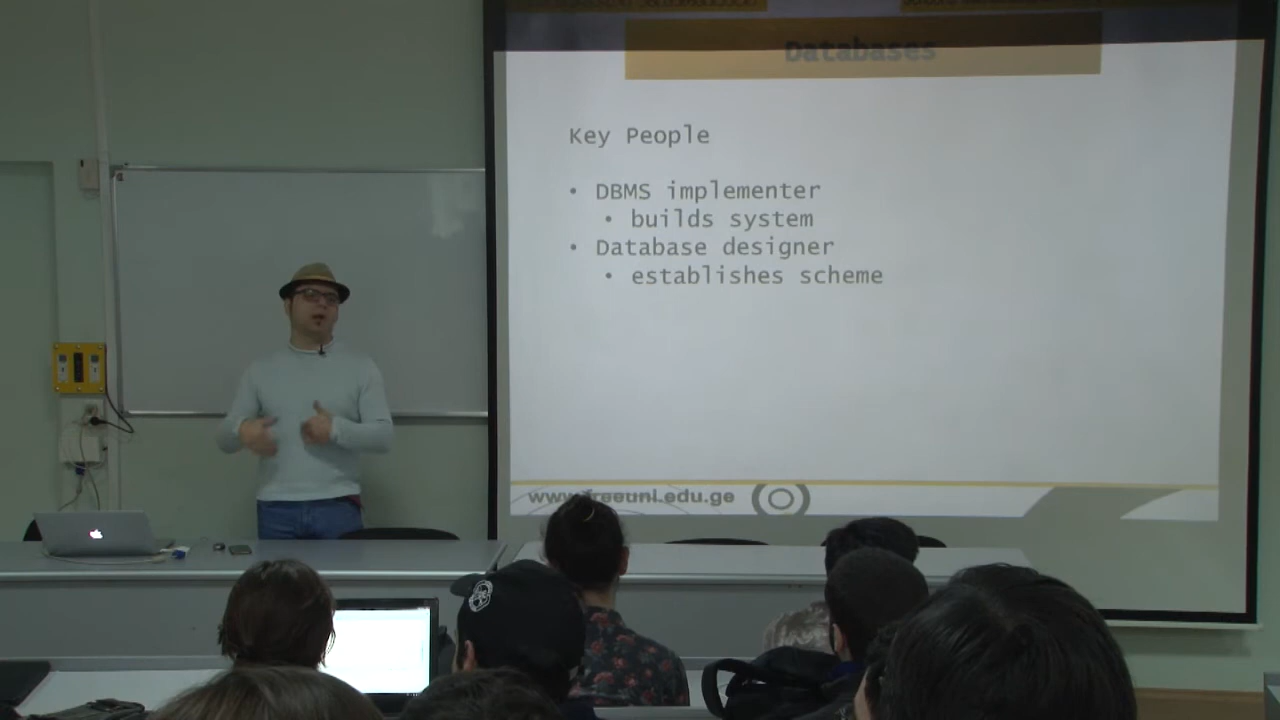 Databases
Key People
• DBMS implementer
• builds system
• Database designer
• establishes scheme
www.freeuni.edu.ge